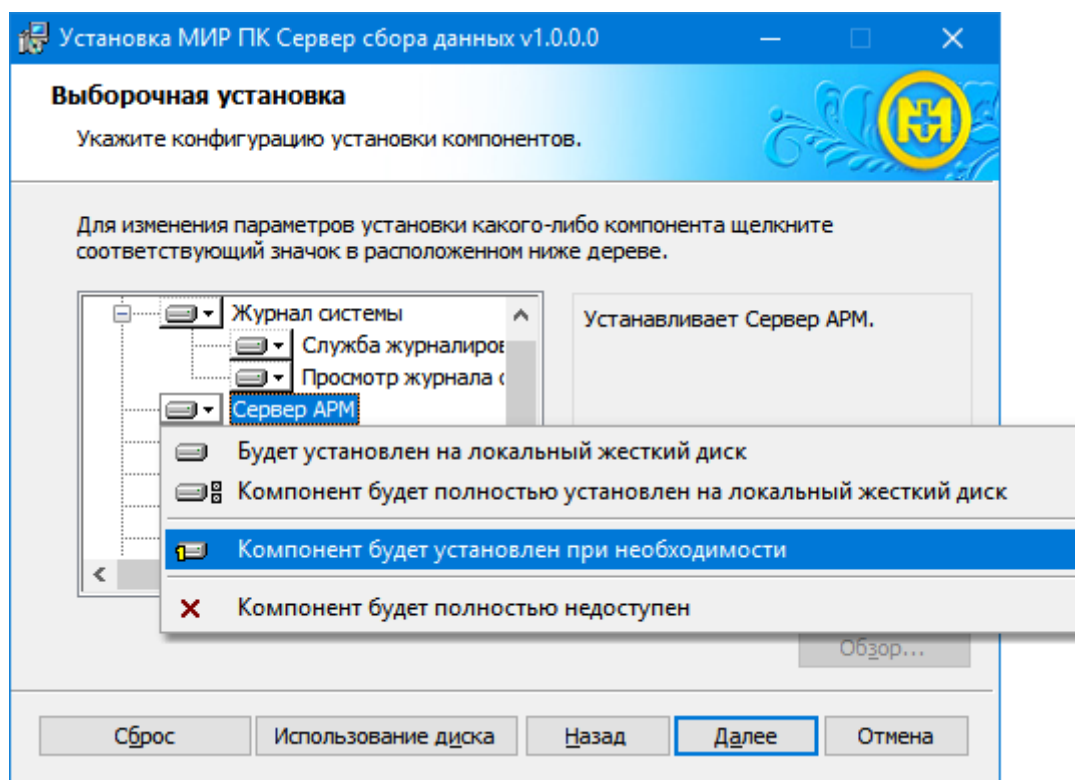 Установка МИР ПК Сервер сбора данных v1.0.0.0
Выборочная установка
Укажите конфигурацию установки компонентов.
Для изменения параметров установки какого-либо компонента щелкните
соответствующий значок в расположенном ниже дереве.
Журнал системы
Служба
Просмотр журнала
Сервер АРМ
Устанавливает Сервер АРМ.
Будет установлен на локальный жесткий диск
Компонент будет полностью установлен на локальный жесткий диск
Компонент будет установлен при необходимости
Компонент будет полностью недоступен
Обзор...
Сброс
Использование диска
Назад
Далее
Отмена